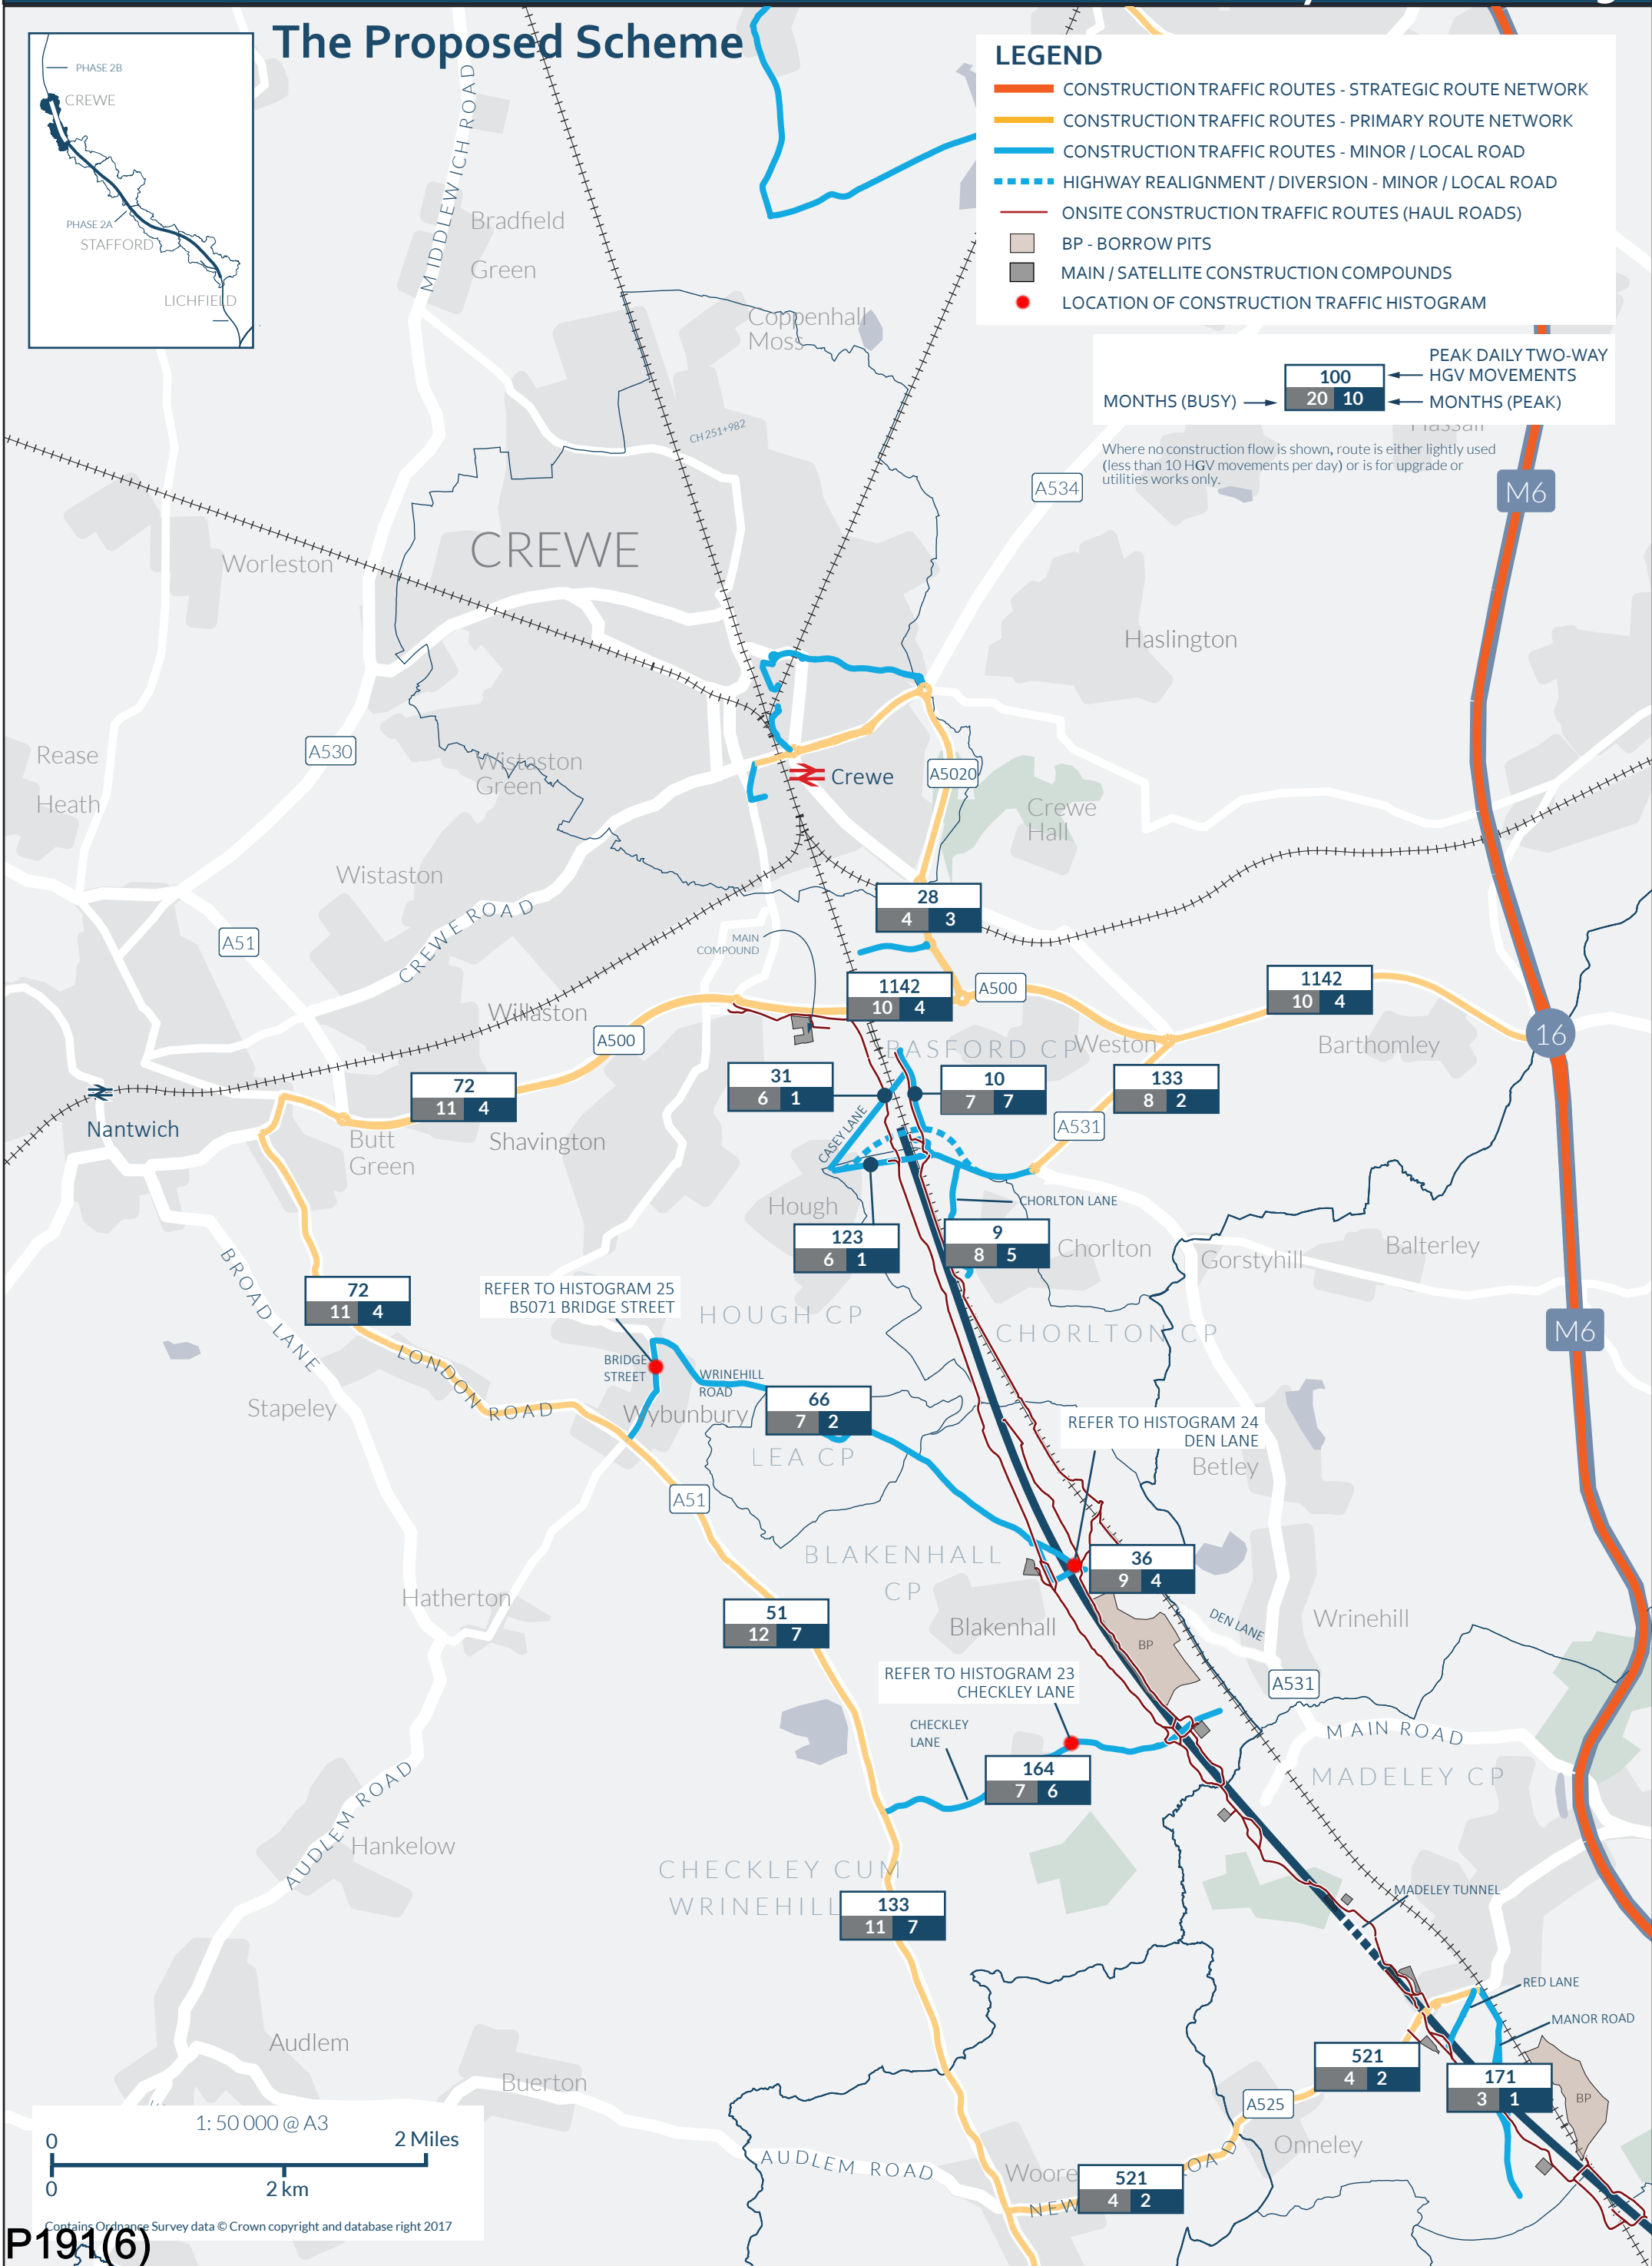 The Proposed Scheme
PHASE 2B
CREWE
PHASE 2A
STAFFORD
LICHFIELD
LEGEND
CONSTRUCTION TRAFFIC ROUTES - STRATEGIC ROUTE NETWORK
CONSTRUCTION TRAFFIC ROUTES - PRIMARY ROUTE NETWORK
CONSTRUCTION TRAFFIC ROUTES - MINOR / LOCAL ROAD
HIGHWAY REALIGNMENT / DIVERSION - MINOR / LOCAL ROAD
ONSITE CONSTRUCTION TRAFFIC ROUTES (HAUL ROADS)
BP - BORROW PITS
MAIN / SATELLITE CONSTRUCTION COMPOUNDS
LOCATION OF CONSTRUCTION TRAFFIC HISTOGRAM
PEAK DAILY TWO-WAY
HGV MOVEMENTS
100
MONTHS (BUSY)
20 10
MONTHS (PEAK)
Where no construction flow is shown, route is either lightly used
(less than 10 HGV movements per day) or is for upgrade or
utilities works only.
MIDDLEWICH ROAD
Bradfield
Green
Coppenhall
Moss
CH 251+982
A534
M6
CREWE
Worleston
Haslington
A530
Rease
Heath
Wistaston
Green
Crewe
A5020
Crewe
Hall
Wistaston
CREWE ROAD
A51
28
4 3
MAIN
COMPOUND
1142
10 4
A500
1142
10 4
16
Willaston
A500
BASFORD CP
Weston
Barthomley
72
11 4
31
6 1
10
7 7
133
8 2
Nantwich
Butt
Green
Shavington
CASEY LANE
A531
Hough
CHORLTON LANE
123
6 1
9
8 5
Chorlton
Gorstyhill
Balterley
BROAD LANE
72
11 4
REFER TO HISTOGRAM 25
B5071 BRIDGE STREET
HOUGH CP
CHORLTON CP
M6
LONDON ROAD
BRIDGE
STREET
WRINEHILL
ROAD
Stapeley
Wybunbury
66
7 2
REFER TO HISTOGRAM 24
DEN LANE
LEA CP
Betley
A51
BLAKENHALL
CP
36
9 4
Hatherton
51
12 7
Blakenhall
BP
DEN LANE
Wrinehill
REFER TO HISTOGRAM 23
CHECKLEY LANE
A531
CHECKLEY
LANE
MAIN ROAD
164
7 6
MADELEY CP
AUDLEM ROAD
Hankelow
CHECKLEY CUM
WRINEHILL
133
11 7
MADELEY TUNNEL
RED LANE
MANOR ROAD
Audlem
521
4 2
171
3 1
BP
Buerton
A525
Onneley
AUDLEM ROAD
Woore
NEW
OAD
521
4 2
1: 50 000 @ A3
0
2 Miles
0
2 km
Contains Ordnance Survey data © Crown copyright and database right 2017
P191(6)